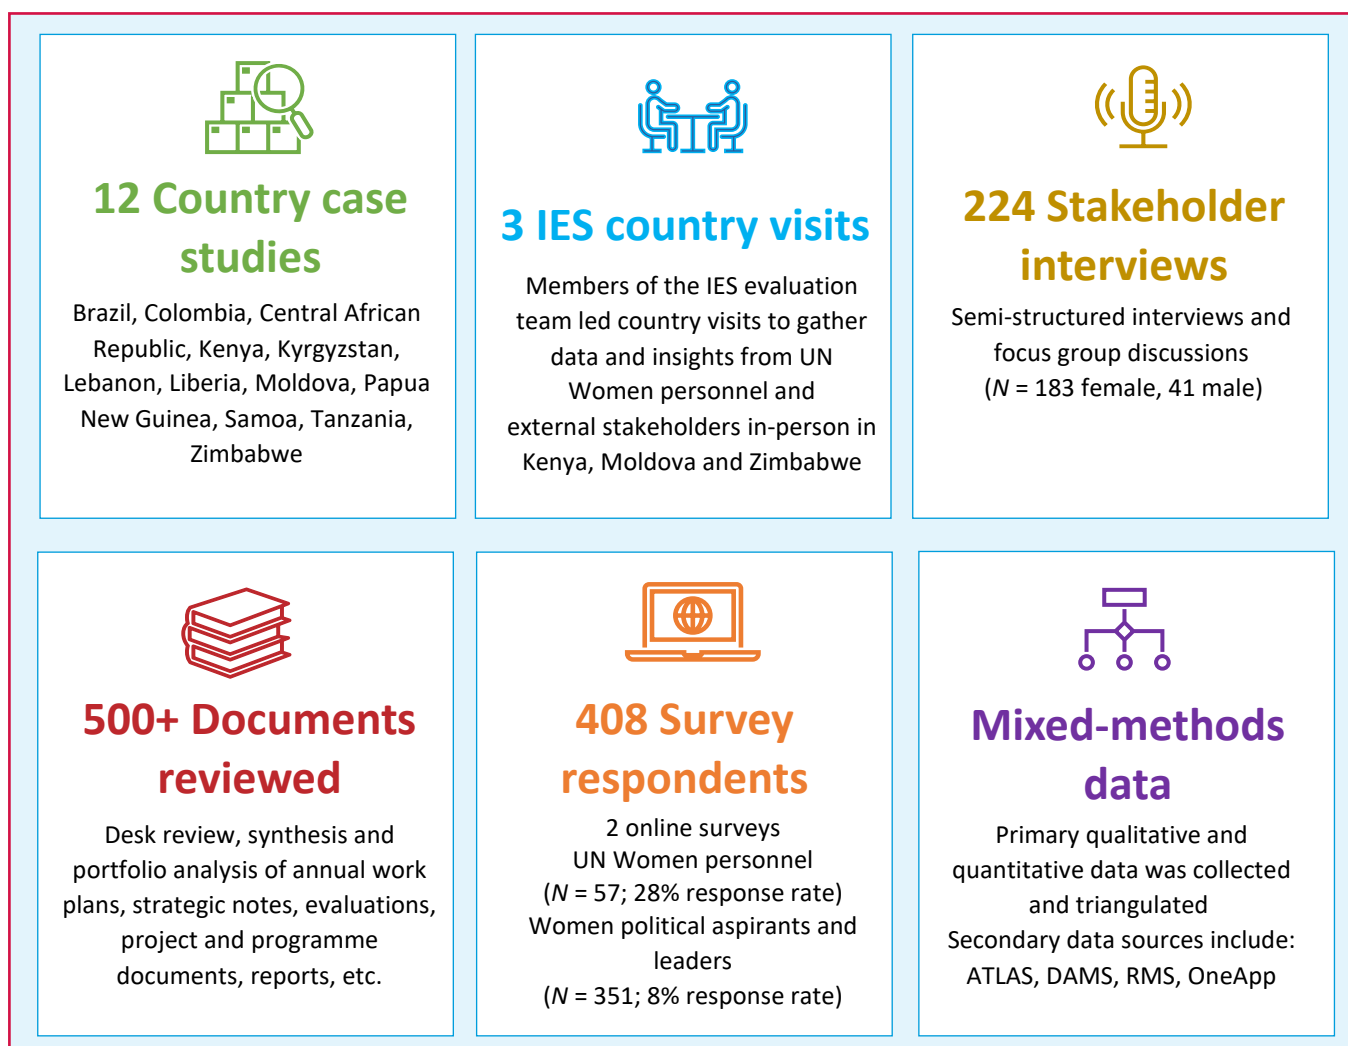 12 Country case
studies
Brazil, Colombia, Central African
Republic, Kenya, Kyrgyzstan,
Lebanon, Liberia, Moldova, Papua
New Guinea, Samoa, Tanzania,
Zimbabwe
3 IES country visits
Members of the IES evaluation
team led country visits to gather
data and insights from UN
Women personnel and
external stakeholders in-person in
Kenya, Moldova and Zimbabwe
224 Stakeholder
interviews
Semi-structured interviews and
focus group discussions
(N = 183 female, 41 male)
500+ Documents
reviewed
Desk review, synthesis and
portfolio analysis of annual work
plans, strategic notes, evaluations,
project and programme
documents, reports, etc.
408 Survey
respondents
2 online surveys
UN Women personnel
(N = 57; 28% response rate)
Women political aspirants and
leaders
(N = 351; 8% response rate)
Mixed-methods
data
Primary qualitative and
quantitative data was collected
and triangulated
Secondary data sources include:
ATLAS, DAMS, RMS, OneApp